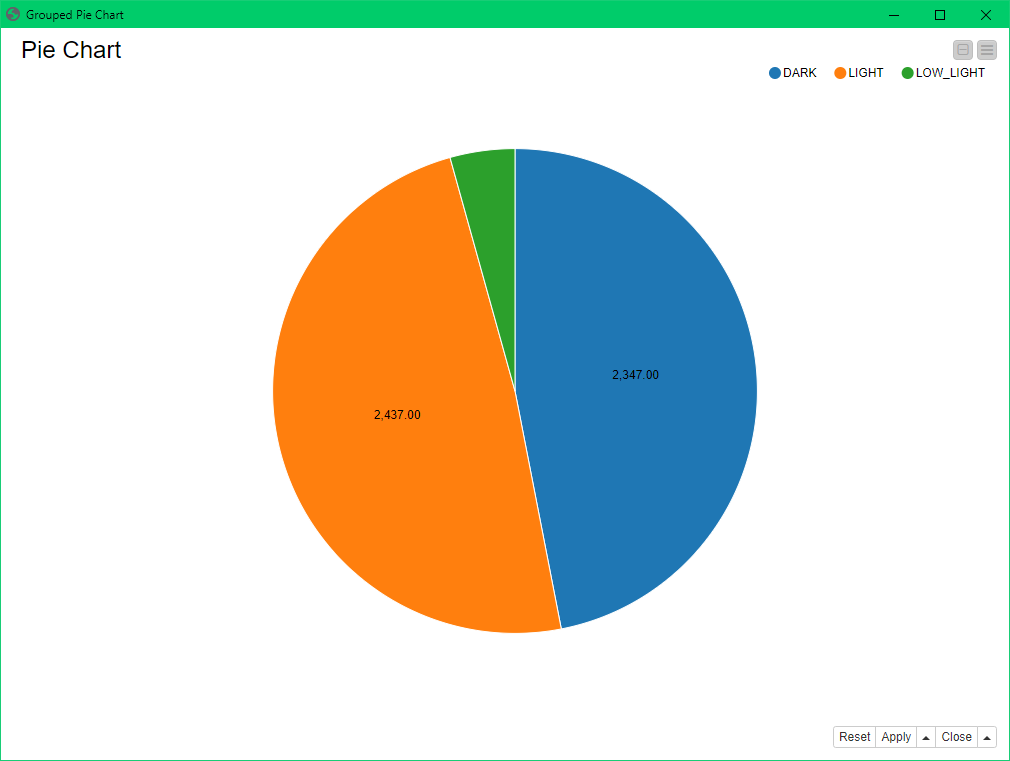 Grouped Pie Chart
Pie Chart
DARK LIGHT LOW_LIGHT
2,347.00
2,437.00
Reset Apply Close